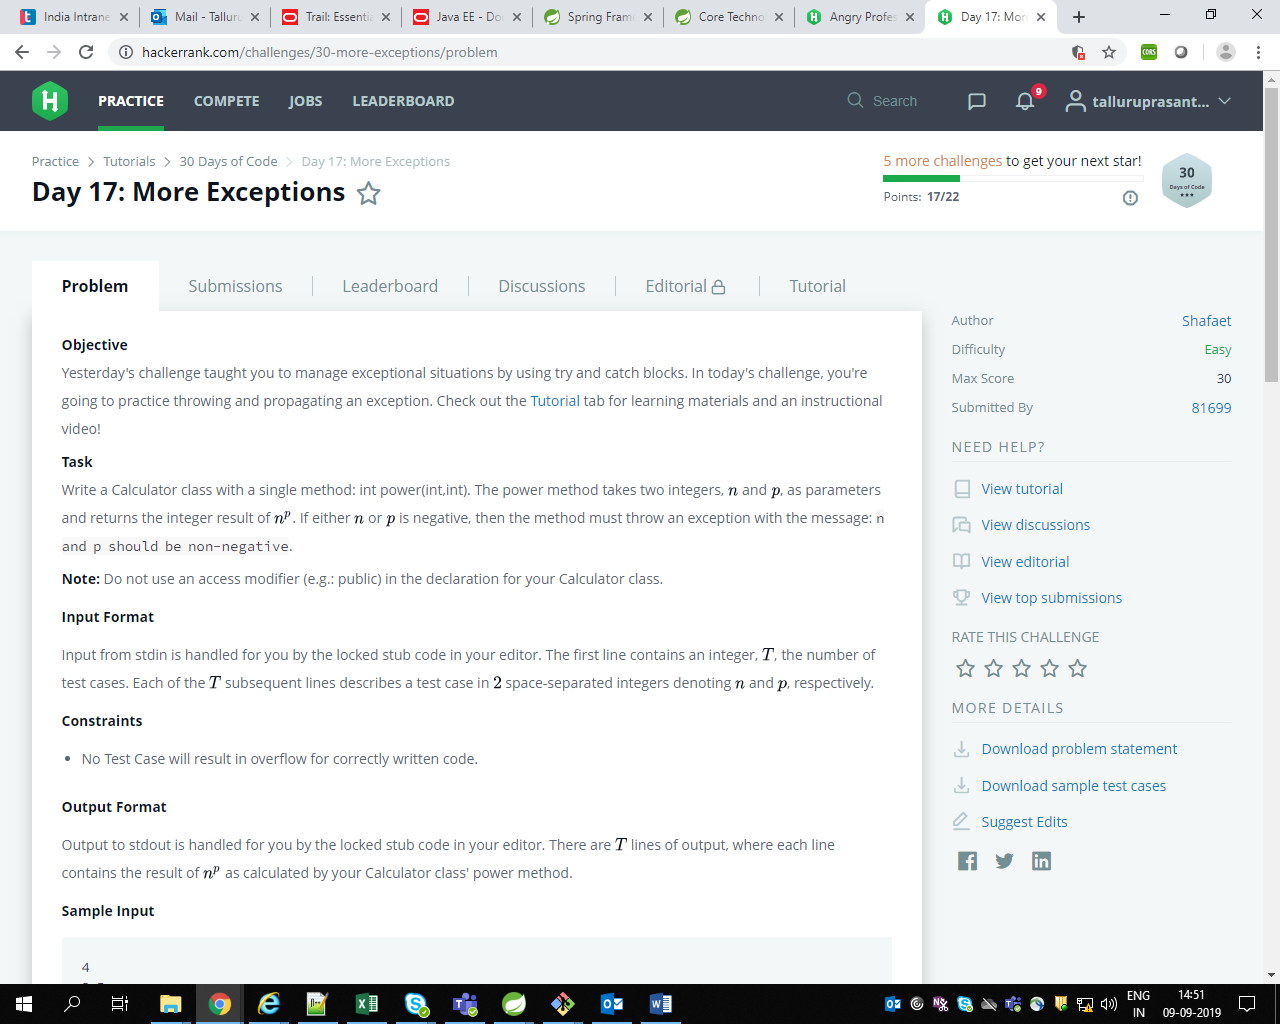 India Intrane
Mail - Tallur
Trail: Essenti
Java EE - Do
Spring Fram
Core Techno
Angry Profes
Day 17: Mor
hackerrank.com/challenges/30-more-exceptions/problem
CORS
PRACTICE
COMPETE
JOBS
LEADERBOARD
Search
9
talluruprasant...
Practice > Tutorials > 30 Days of Code > Day 17: More Exceptions
Day 17: More Exceptions
5 more challenges to get your next star!
Points: 17/22
30
Days of Code
Problem
Submissions
Leaderboard
Discussions
Editorial
Tutorial
Objective
Yesterday's challenge taught you to manage exceptional situations by using try and catch blocks. In today's challenge, you're
going to practice throwing and propagating an exception. Check out the Tutorial tab for learning materials and an instructional
video!
Task
Write a Calculator class with a single method: int power(int,int). The power method takes two integers, n and p, as parameters
and returns the integer result of n^p. If either n or p is negative, then the method must throw an exception with the message: n
and p should be non-negative.
Note: Do not use an access modifier (e.g.: public) in the declaration for your Calculator class.
Input Format
Input from stdin is handled for you by the locked stub code in your editor. The first line contains an integer, T, the number of
test cases. Each of the T subsequent lines describes a test case in 2 space-separated integers denoting n and p, respectively.
Constraints
• No Test Case will result in overflow for correctly written code.
Output Format
Output to stdout is handled for you by the locked stub code in your editor. There are T lines of output, where each line
contains the result of n^p as calculated by your Calculator class' power method.
Sample Input
4
Author Shafaet
Difficulty Easy
Max Score 30
Submitted By 81699
NEED HELP?
View tutorial
View discussions
View editorial
View top submissions
RATE THIS CHALLENGE
MORE DETAILS
Download problem statement
Download sample test cases
Suggest Edits
ENG
IN
14:51
09-09-2019